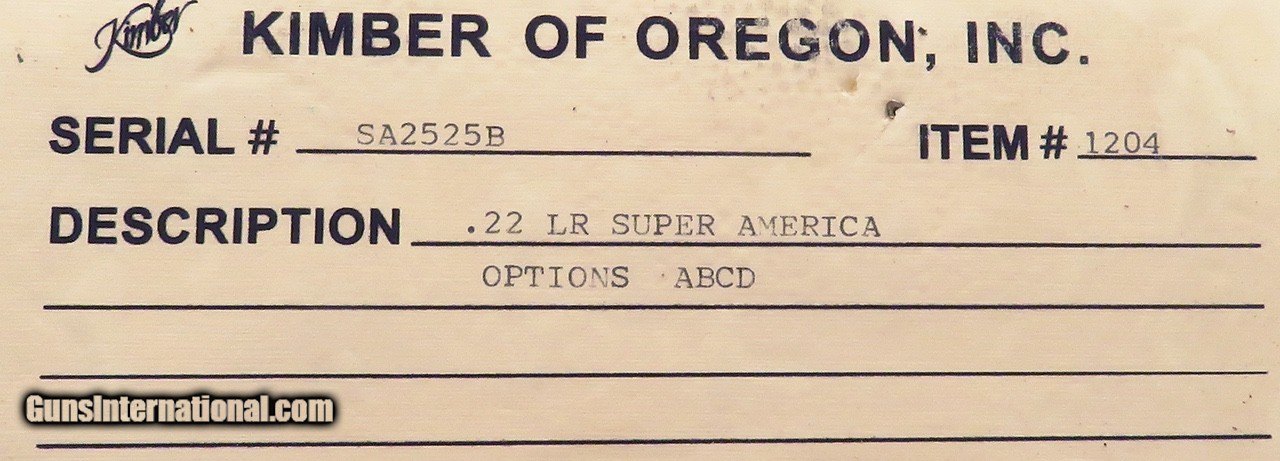 Kimber KIMBER OF OREGON, INC.
SERIAL # SA2525B ITEM # 1204
DESCRIPTION .22 LR SUPER AMERICA
OPTIONS ABCD
GunsInternational.com